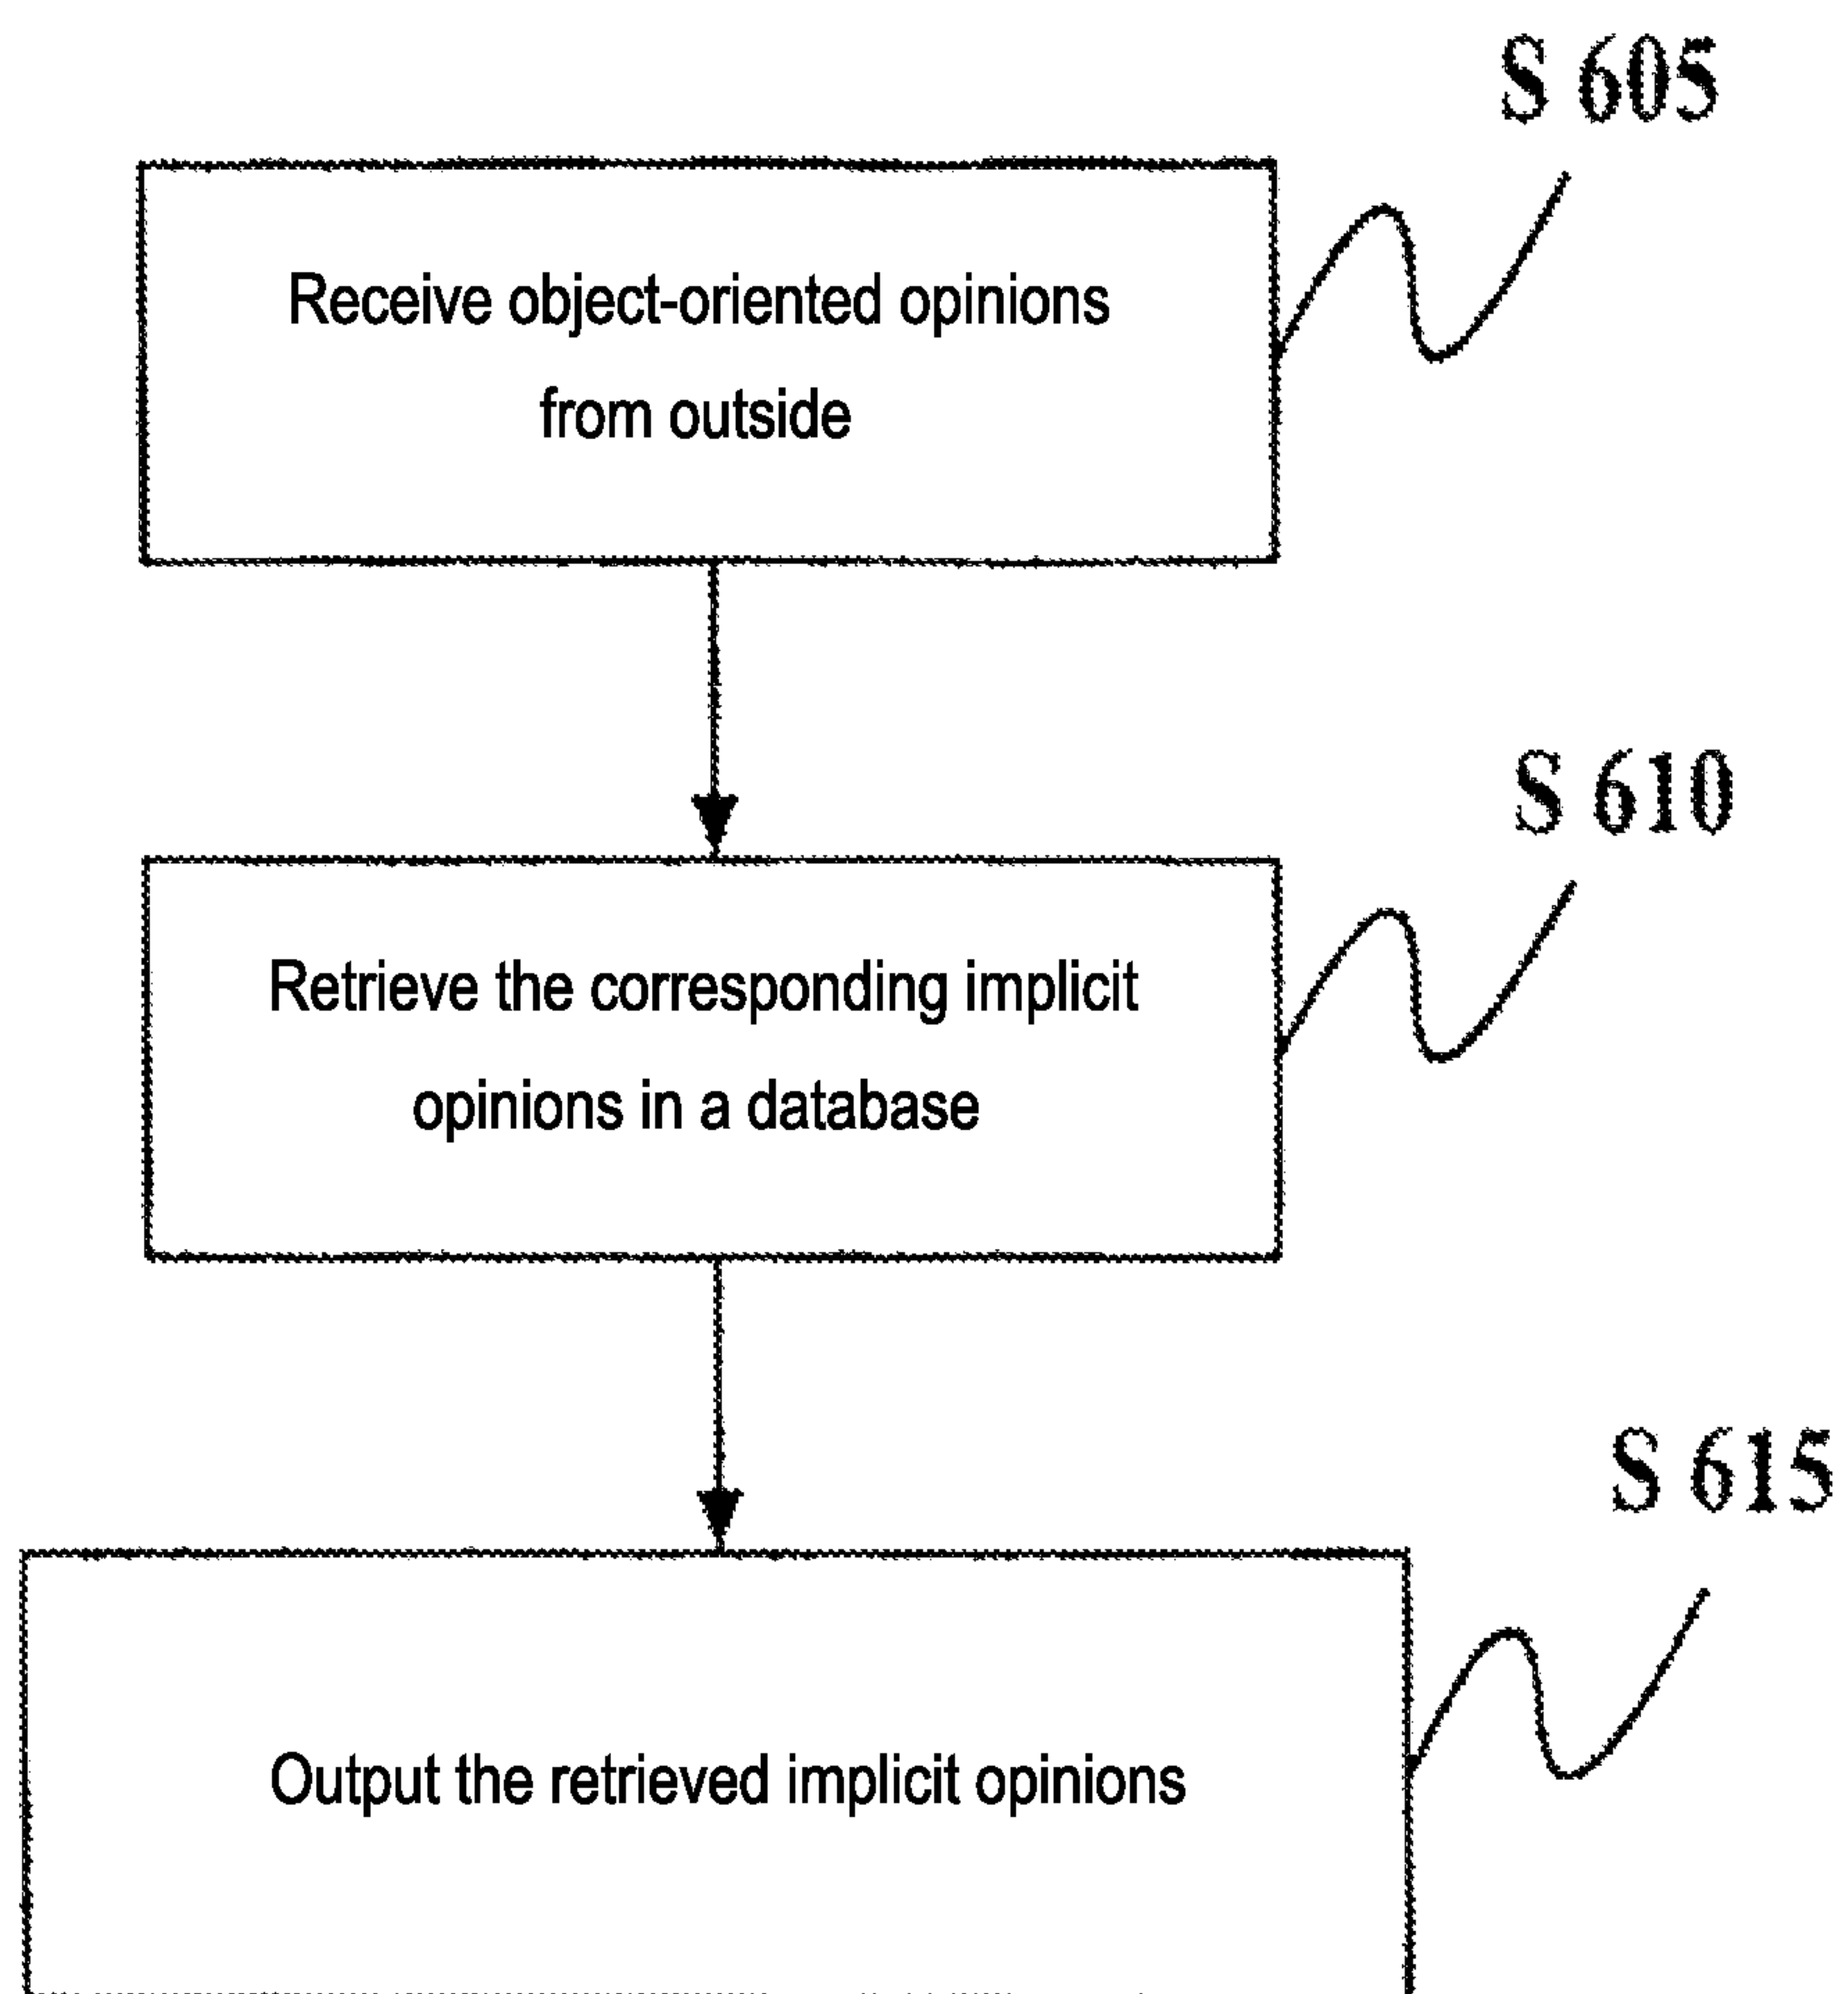 S 605
Receive object-oriented opinions
from outside
S 610
Retrieve the corresponding implicit
opinions in a database
S 615
Output the retrieved implicit opinions